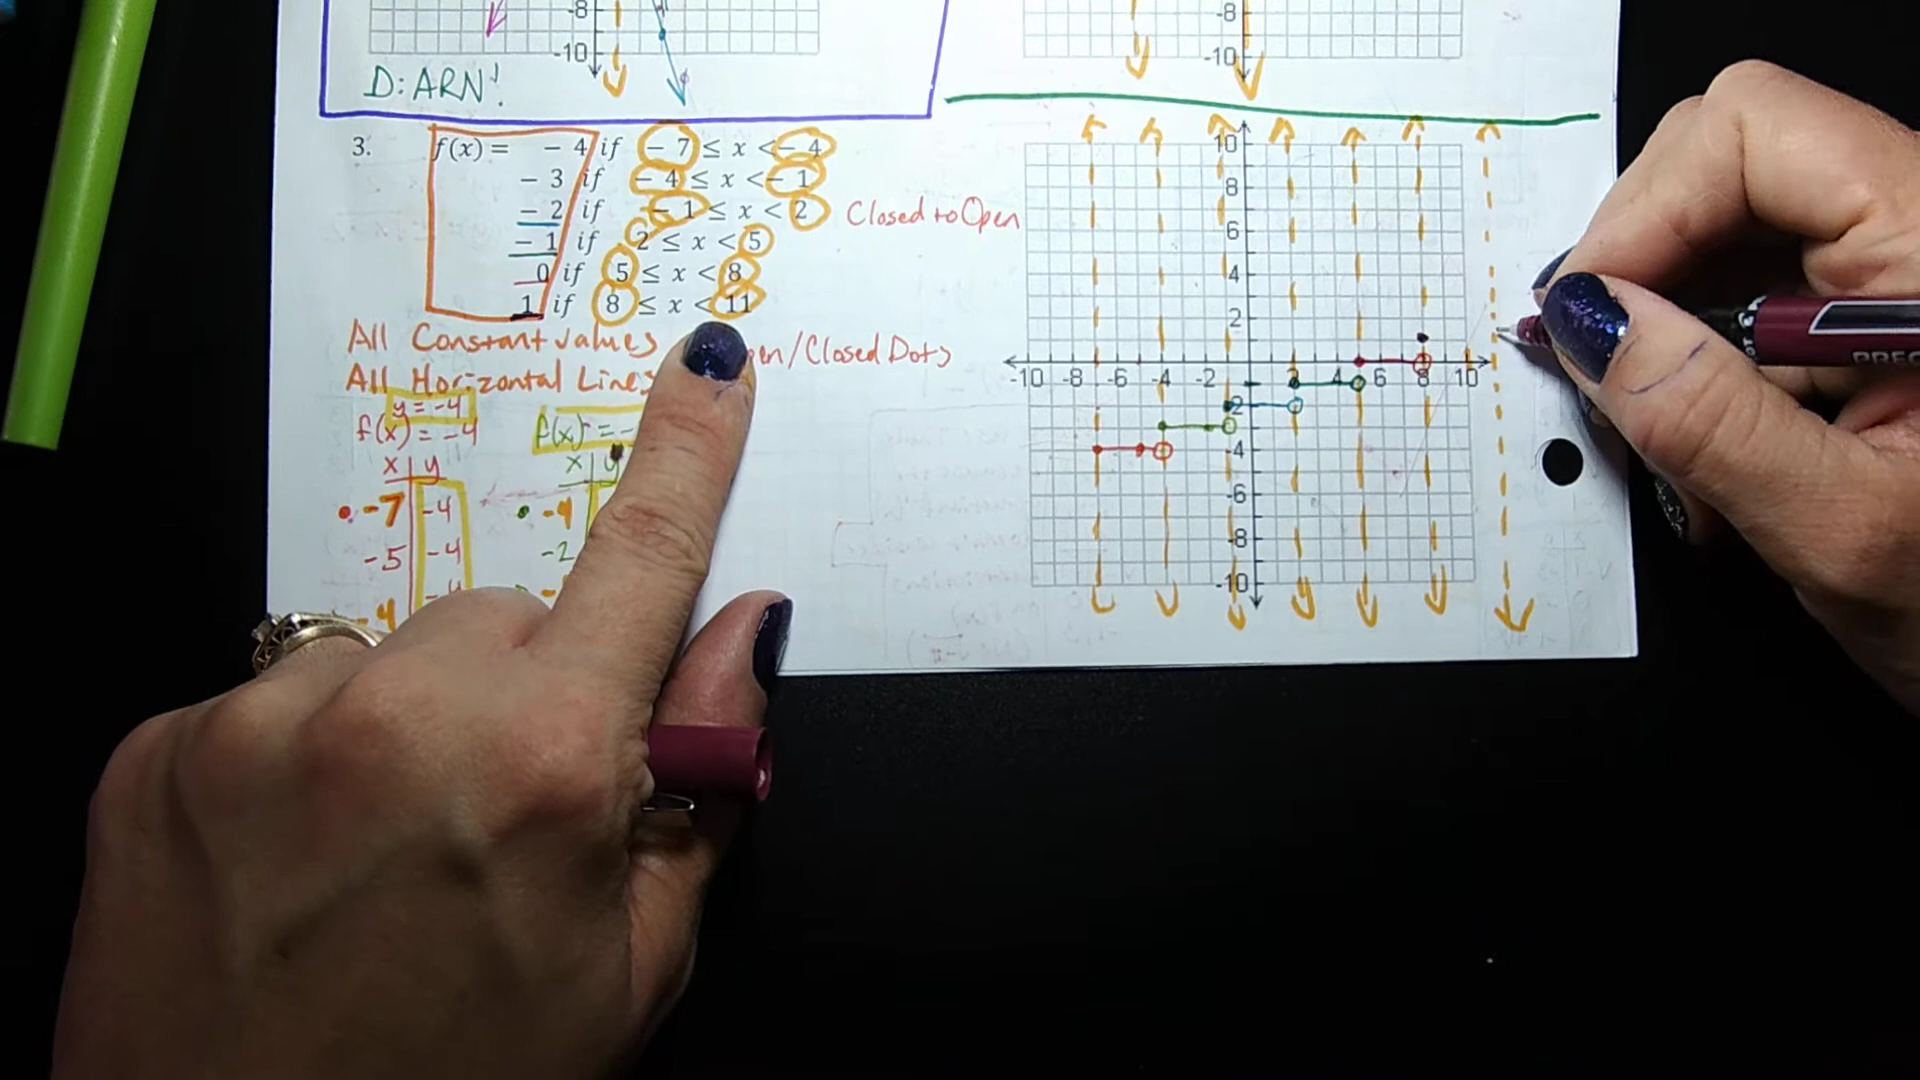 -8
-10
D: ARN!
-8
-10
3. f(x) = - 4 if - 7 ≤ x < - 4
- 3 if - 4 ≤ x < - 1
- 2 if - 1 ≤ x < 2
- 1 if 2 ≤ x < 5
0 if 5 ≤ x < 8
1 if 8 ≤ x < 11
Closed to Open
All Constant values
en/Closed Dots
All Horizontal Lines
y = -4
f(x) = -4
f(x) = -
x y
x y
-7 -4
-4
-5 -4
-2
-4
-4
10
8
6
4
2
-10 -8 -6 -4 -2 2 4 6 8 10
-2
-4
-6
-8
-10
PREC